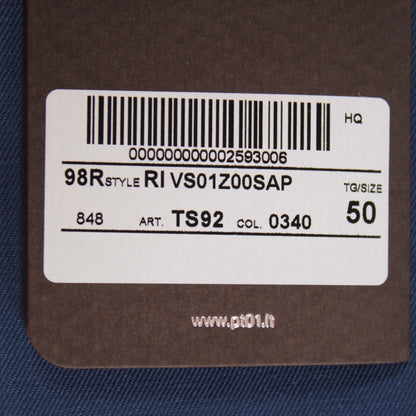 HQ
000000000002593006
98R STYLE RI VS01Z00SAP TG/SIZE
848 ART. TS92 COL. 0340 50
www.pt01.it